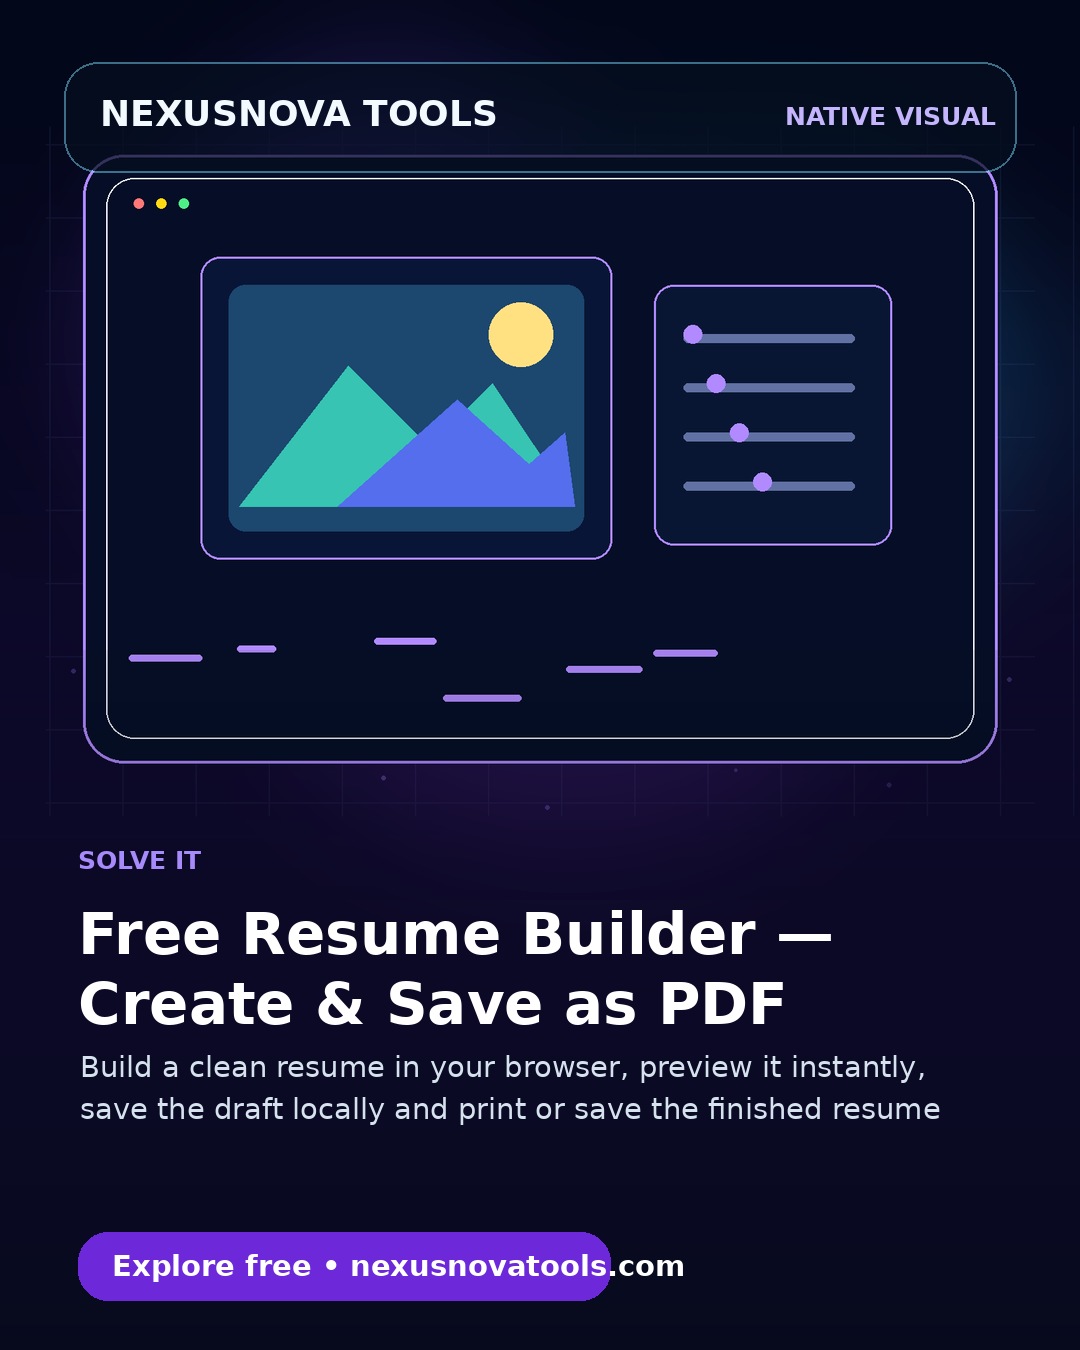 NEXUSNOVA TOOLS
NATIVE VISUAL
SOLVE IT
Free Resume Builder —
Create & Save as PDF
Build a clean resume in your browser, preview it instantly,
save the draft locally and print or save the finished resume
Explore free • nexusnovatools.com